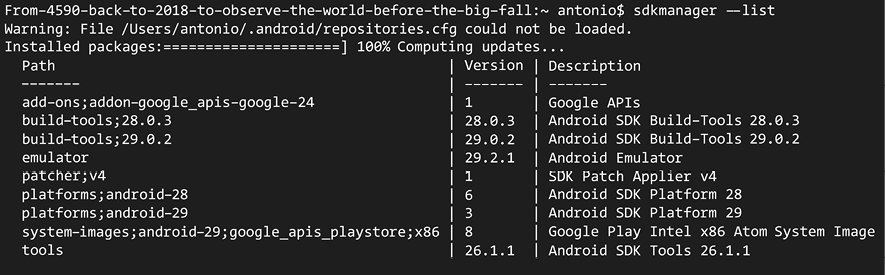 From-4590-back-to-2018-to-observe-the-world-before-the-big-fall:~ antonio$ sdkmanager --list
Warning: File /Users/antonio/.android/repositories.cfg could not be loaded.
Installed packages:=====================] 100% Computing updates...
  Path                                        | Version | Description
  -------                                     | ------- | -------
  add-ons;addon-google_apis-google-24         | 1       | Google APIs
  build-tools;28.0.3                          | 28.0.3  | Android SDK Build-Tools 28.0.3
  build-tools;29.0.2                          | 29.0.2  | Android SDK Build-Tools 29.0.2
  emulator                                    | 29.2.1  | Android Emulator
  patcher;v4                                  | 1       | SDK Patch Applier v4
  platforms;android-28                        | 6       | Android SDK Platform 28
  platforms;android-29                        | 3       | Android SDK Platform 29
  system-images;android-29;google_apis_playstore;x86 | 8       | Google Play Intel x86 Atom System Image
  tools                                       | 26.1.1  | Android SDK Tools 26.1.1